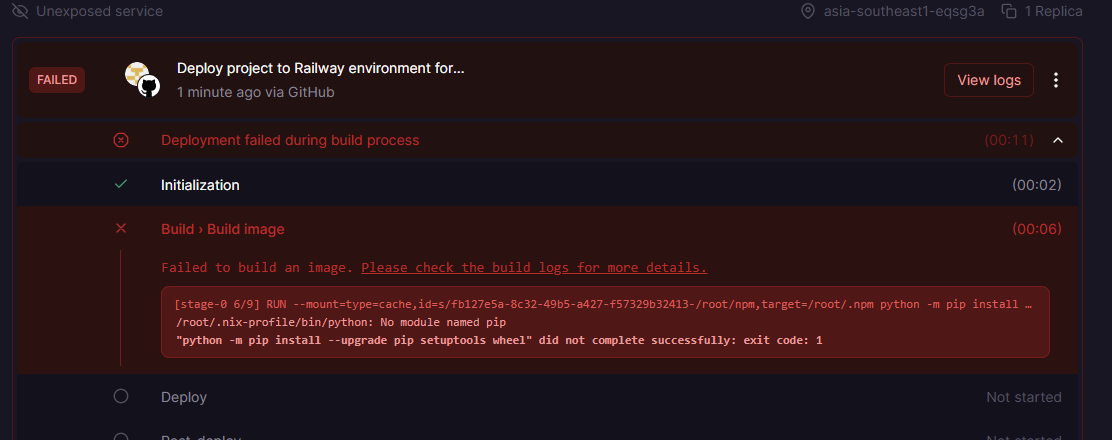 Unexposed service
asia-southeast1-eqsg3a
1 Replica
FAILED
Deploy project to Railway environment for...
1 minute ago via GitHub
View logs
Deployment failed during build process
(00:11)
Initialization
(00:02)
Build › Build image
(00:06)
Failed to build an image. Please check the build logs for more details.
[stage-0 6/9] RUN --mount=type=cache,id=s/fb127e5a-8c32-49b5-a427-f57329b32413-/root/npm,target=/root/.npm python -m pip install …
/root/.nix-profile/bin/python: No module named pip
"python -m pip install --upgrade pip setuptools wheel" did not complete successfully: exit code: 1
Deploy
Not started
Post-deploy
Not started